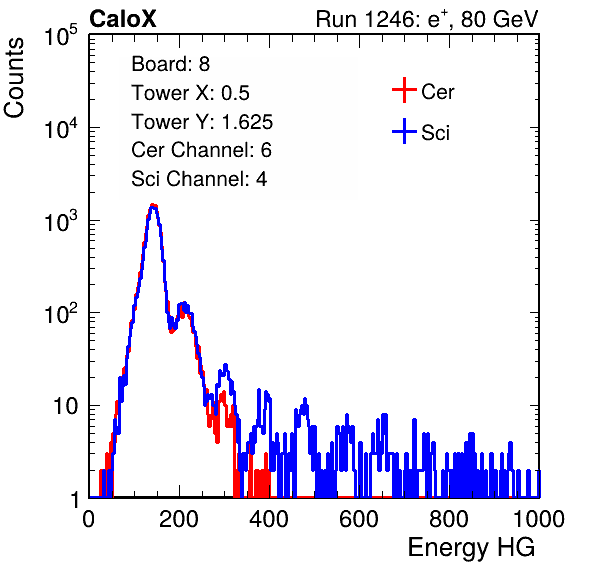 CaloX Run 1246: e⁺, 80 GeV
Counts
Board: 8
Tower X: 0.5
Tower Y: 1.625
Cer Channel: 6
Sci Channel: 4
Cer
Sci
10⁵
10⁴
10³
10²
10
1
0 200 400 600 800 1000
Energy HG